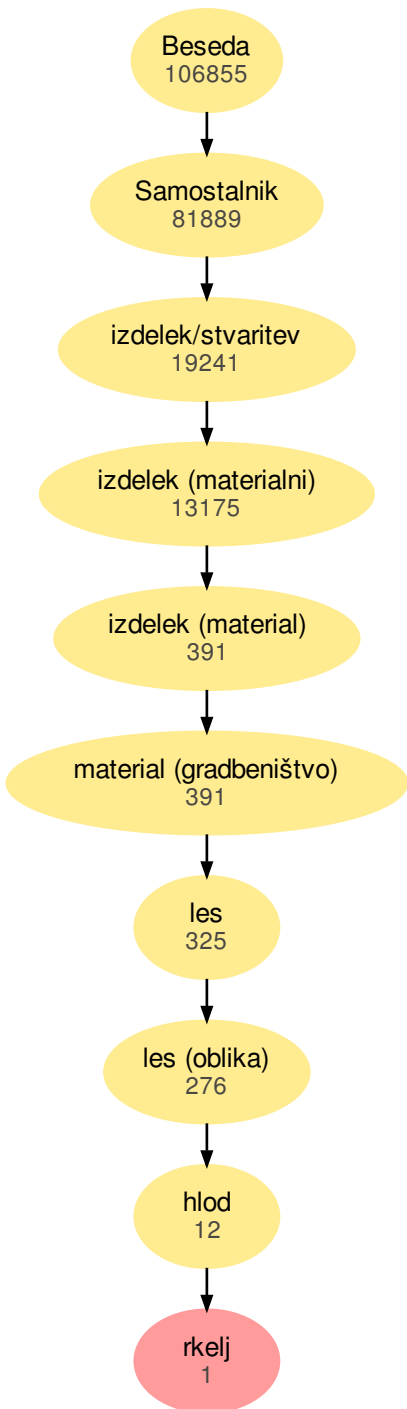 Beseda
106855
Samostalnik
81889
izdelek/stvaritev
19241
izdelek (materialni)
13175
izdelek (material)
391
material (gradbeništvo)
391
les
325
les (oblika)
276
hlod
12
rkelj
1